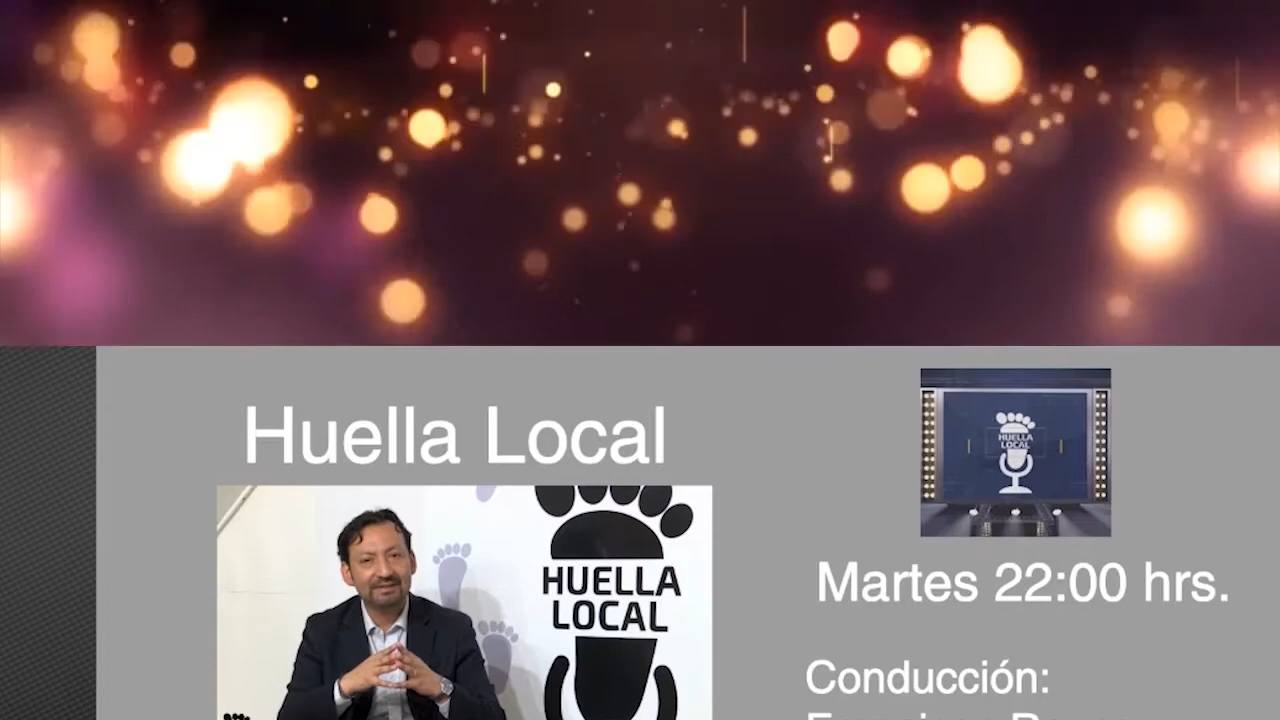 Huella Local
HUELLA
LOCAL
HUELLA
LOCAL
Martes 22:00 hrs.
Conducción: